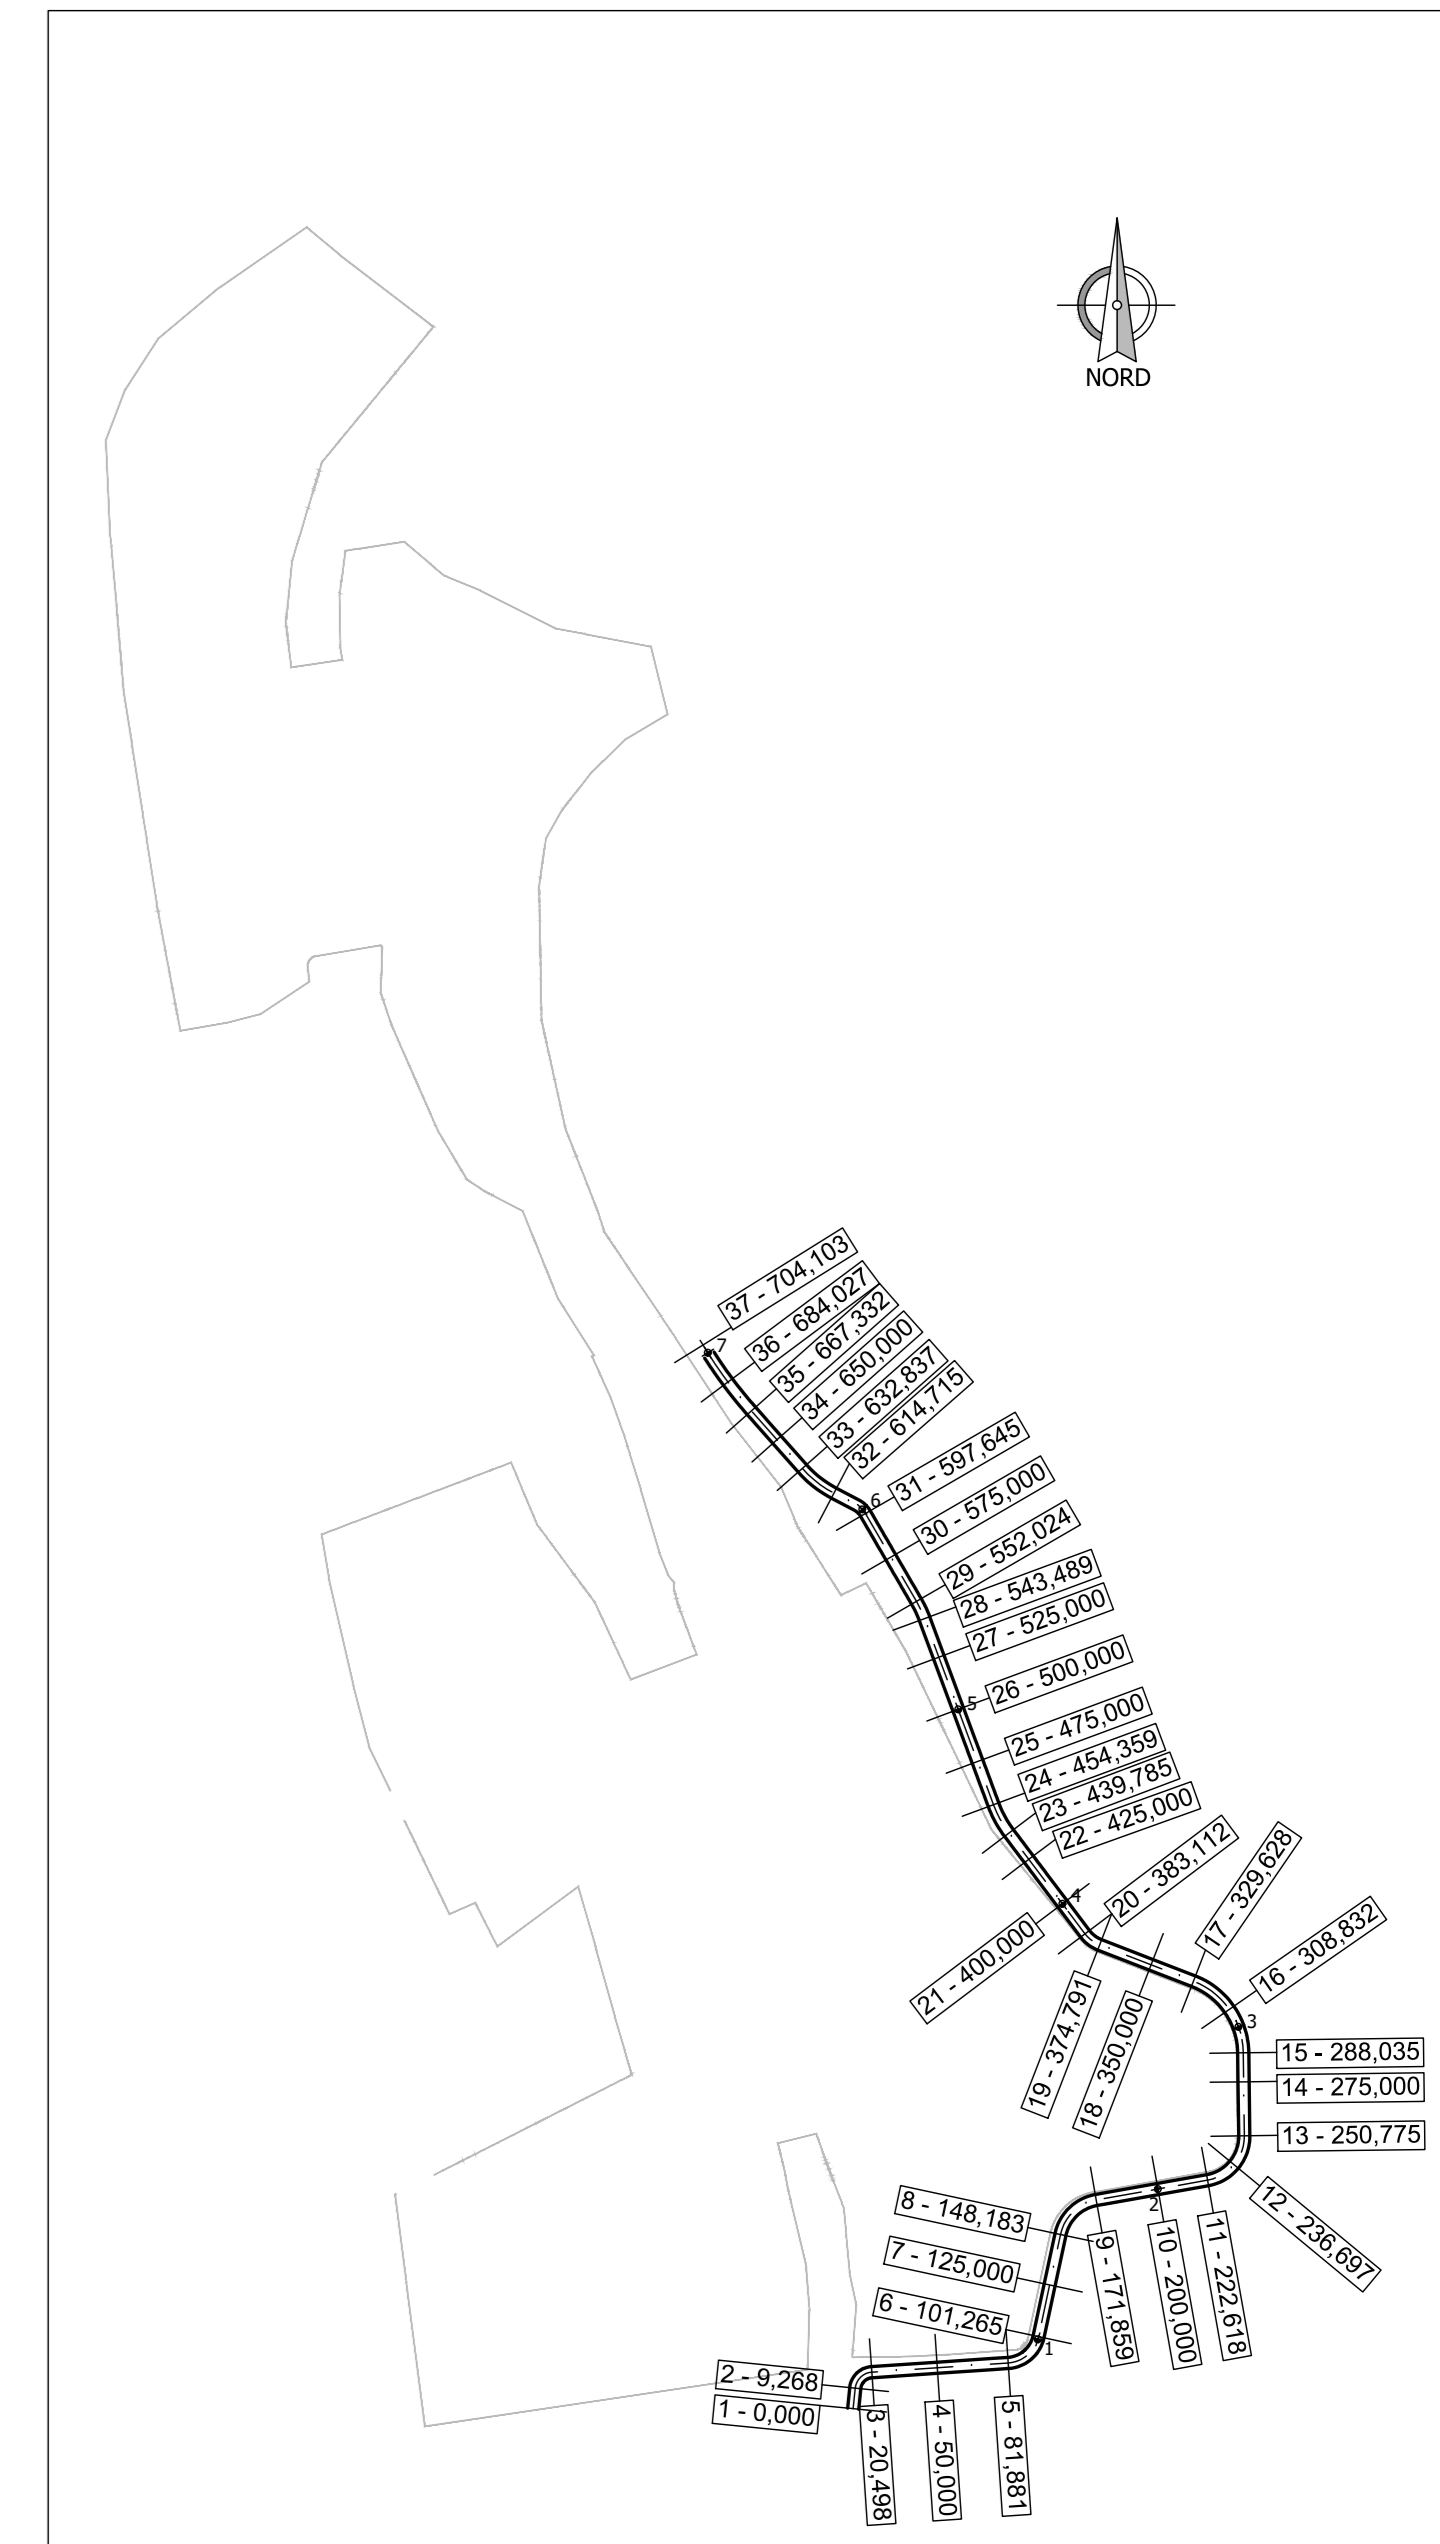 NORD
37 - 704,103
7
36 - 684,027
35 - 667,332
34 - 650,000
33 - 632,837
32 - 614,715
31 - 597,645
6
30 - 575,000
29 - 552,024
28 - 543,489
27 - 525,000
26 - 500,000
5
25 - 475,000
24 - 454,359
23 - 439,785
22 - 425,000
4
20 - 383,112
17 - 329,628
21 - 400,000
16 - 308,832
19 - 374,791
18 - 350,000
3
15 - 288,035
14 - 275,000
13 - 250,775
12 - 236,697
2
8 - 148,183
9 - 171,859
10 - 200,000
11 - 222,618
7 - 125,000
6 - 101,265
1
2 - 9,268
1 - 0,000
3 - 20,498
4 - 50,000
5 - 81,881